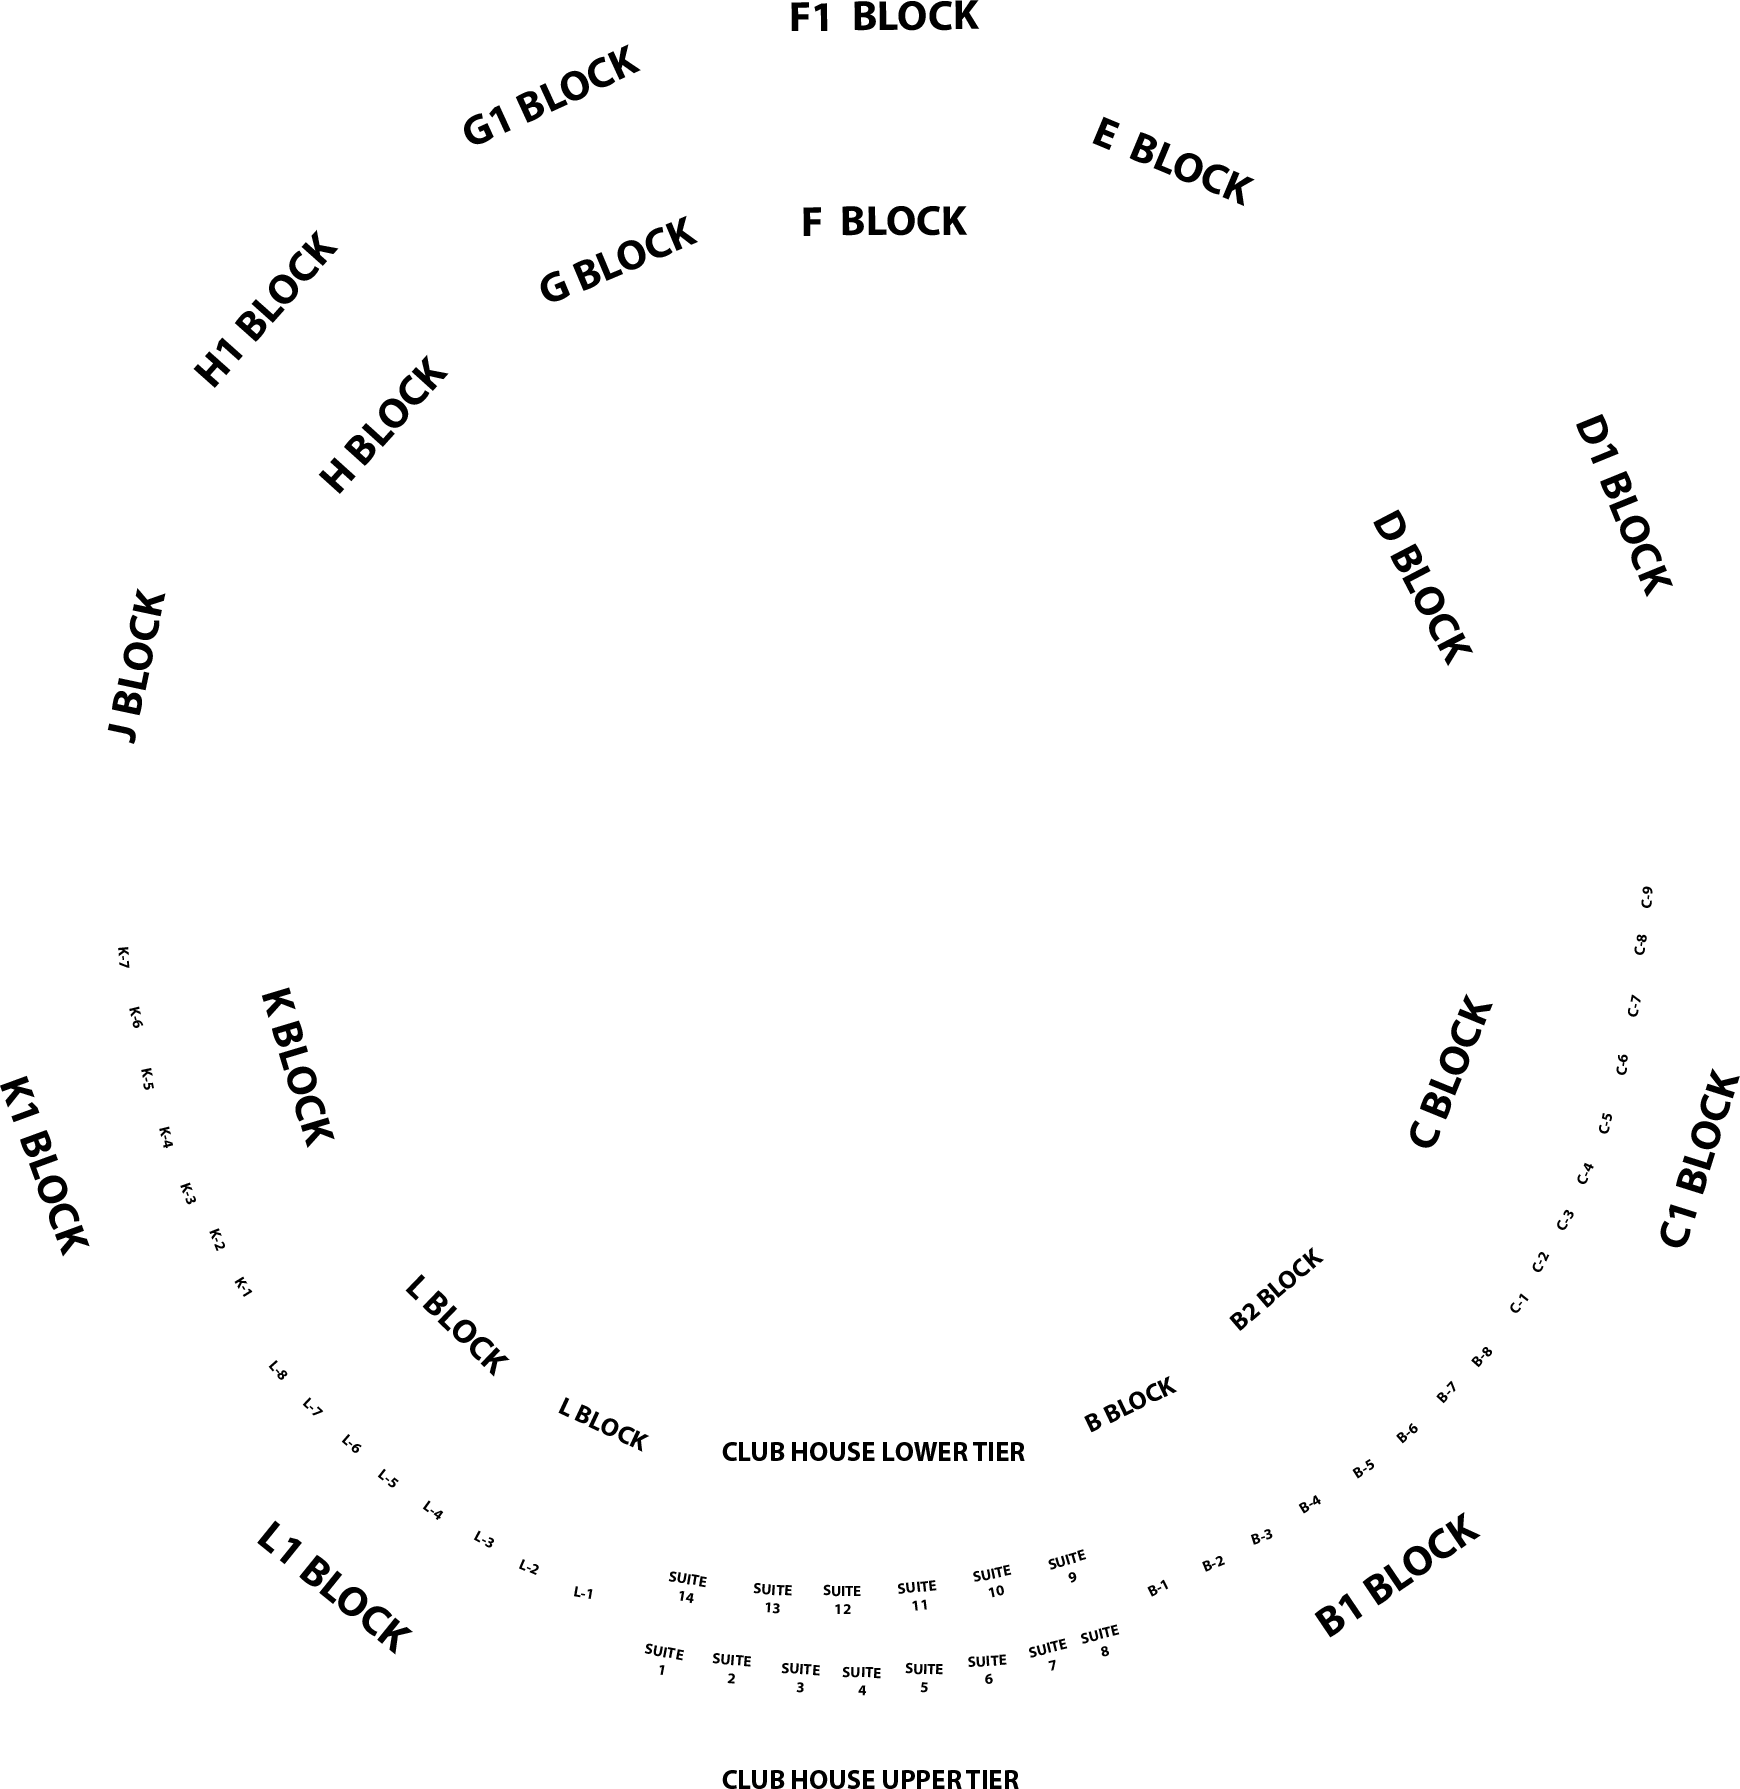 F1 BLOCK
G1 BLOCK
E BLOCK
F BLOCK
G BLOCK
H1 BLOCK
H BLOCK
D1 BLOCK
D BLOCK
J BLOCK
C-9
C-8
C-7
C-6
C-5
C-4
C-3
C-2
C-1
K-7
K-6
K-5
K-4
K-3
K-2
K-1
K BLOCK
C BLOCK
K1 BLOCK
C1 BLOCK
L BLOCK
B2 BLOCK
L BLOCK
B BLOCK
CLUB HOUSE LOWER TIER
L-8
L-7
L-6
L-5
L-4
L-3
L-2
L-1
B-8
B-7
B-6
B-5
B-4
B-3
B-2
B-1
L1 BLOCK
B1 BLOCK
SUITE
14
SUITE
13
SUITE
12
SUITE
11
SUITE
10
SUITE
9
SUITE
1
SUITE
2
SUITE
3
SUITE
4
SUITE
5
SUITE
6
SUITE
7
SUITE
8
CLUB HOUSE UPPER TIER